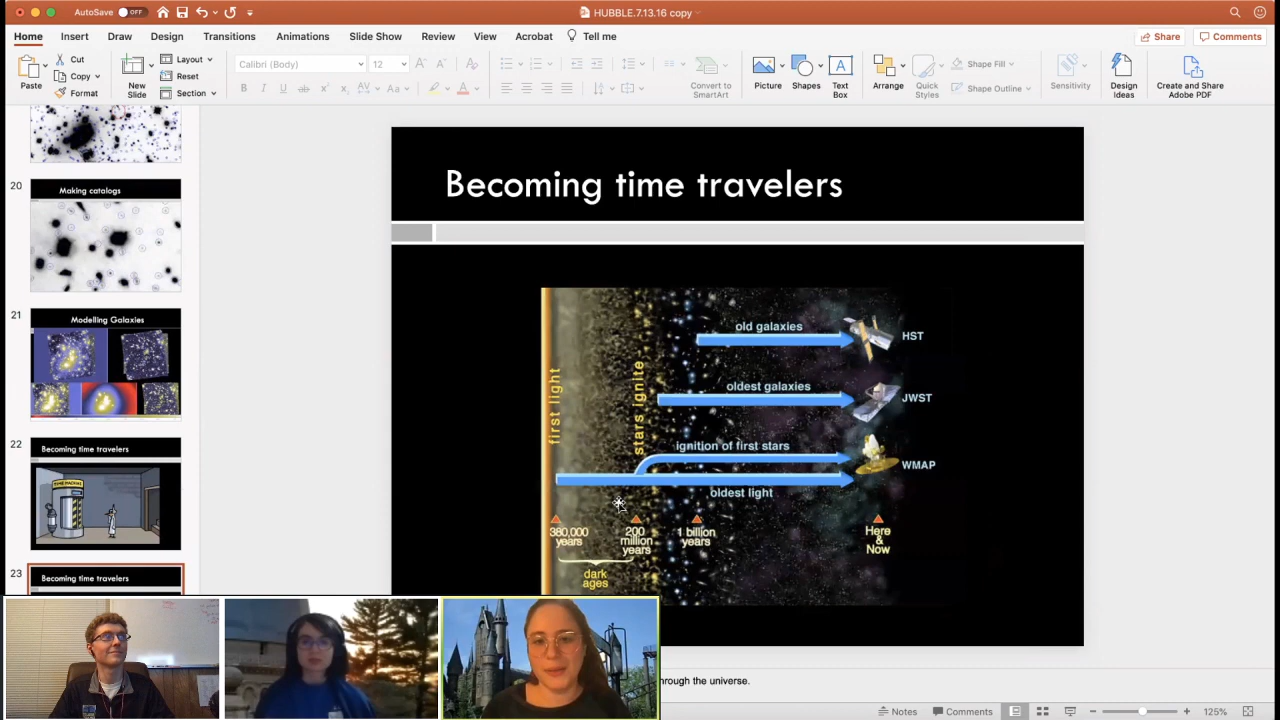 AutoSave OFF
HUBBLE.7.13.16 copy
Home Insert Draw Design Transitions Animations Slide Show Review View Acrobat Tell me
Share Comments
Paste
Cut
Copy
Format
New
Slide
Layout
Reset
Section
Calibri (Body) 12
Convert to
SmartArt
Picture
Shapes
Text
Box
Arrange
Quick
Styles
Shape Fill
Shape Outline
Sensitivity
Design
Ideas
Create and Share
Adobe PDF
20
Making catalogs
21
Modelling Galaxies
22
Becoming time travelers
TIME MACHINE
23
Becoming time travelers
Becoming time travelers
first light
stars ignite
old galaxies
HST
oldest galaxies
JWST
ignition of first stars
WMAP
oldest light
380,000
years
200
million
years
1 billion
years
Here
&
Now
dark
ages
through the universe.
Notes Comments 125%